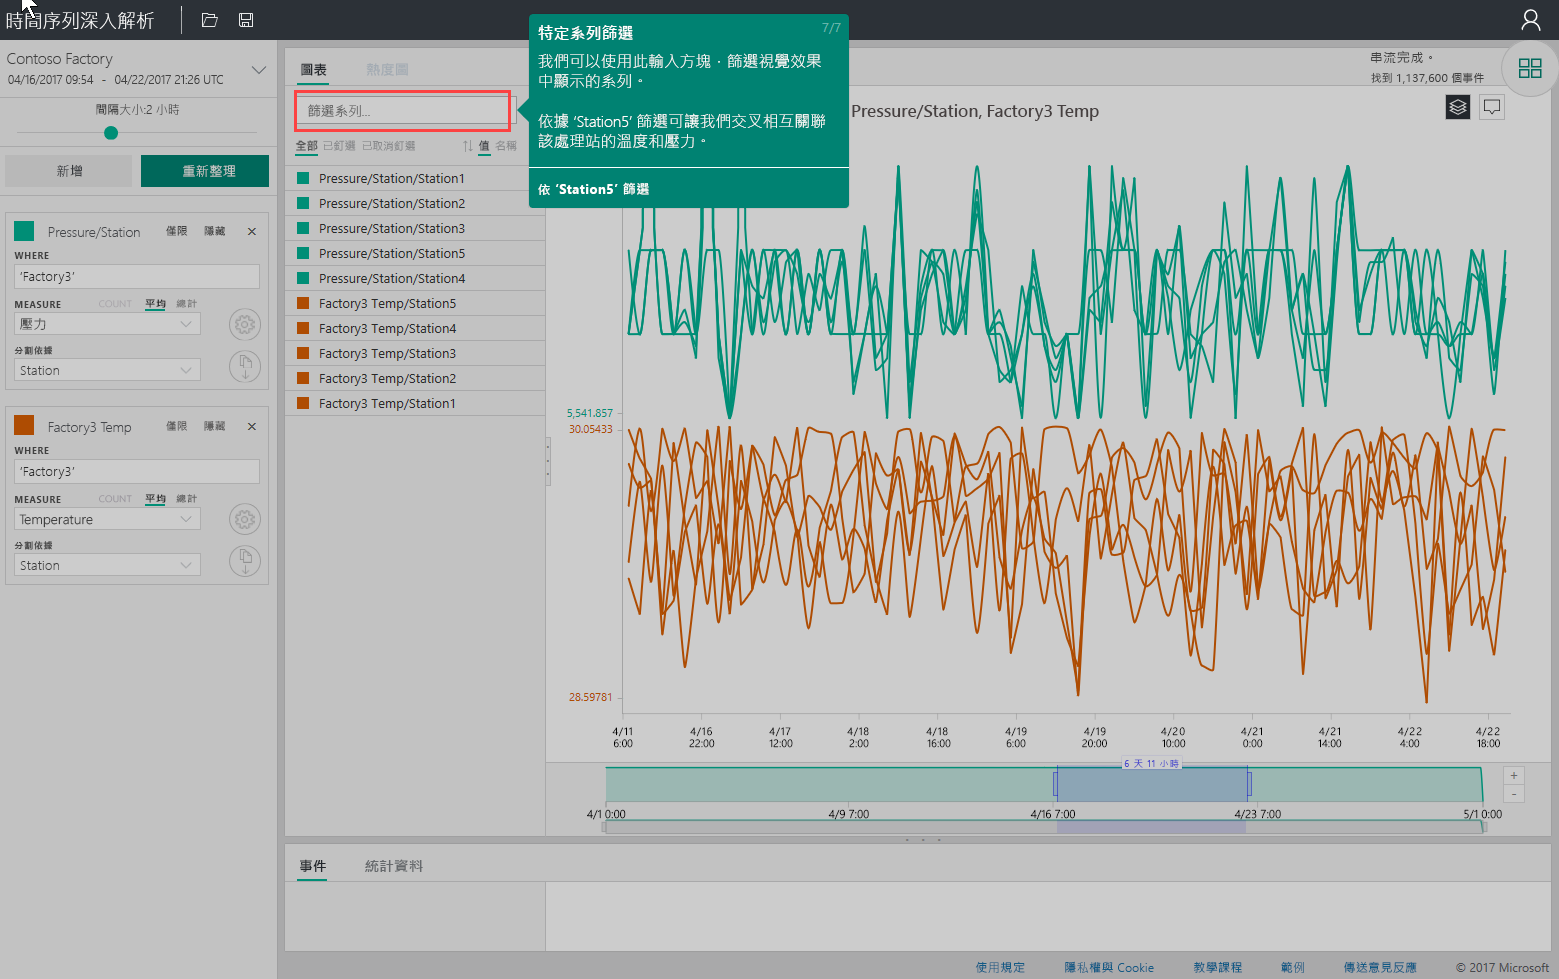 時間序列深入解析
Contoso Factory
04/16/2017 09:54 - 04/22/2017 21:26 UTC
間隔大小:2 小時
新增
重新整理
Pressure/Station
僅限
隱藏
WHERE
'Factory3'
MEASURE
COUNT
平均
總計
壓力
分割依據
Station
Factory3 Temp
僅限
隱藏
WHERE
'Factory3'
MEASURE
COUNT
平均
總計
Temperature
分割依據
Station
圖表
熱度圖
篩選系列...
全部 已釘選 已取消釘選
值 名稱
Pressure/Station/Station1
Pressure/Station/Station2
Pressure/Station/Station3
Pressure/Station/Station5
Pressure/Station/Station4
Factory3 Temp/Station5
Factory3 Temp/Station4
Factory3 Temp/Station3
Factory3 Temp/Station2
Factory3 Temp/Station1
特定系列篩選
7/7
我們可以使用此輸入方塊，篩選視覺效果
中顯示的系列。
依據 'Station5' 篩選可讓我們交叉相互關聯
該處理站的溫度和壓力。
依 'Station5' 篩選
串流完成。
找到 1,137,600 個事件
Pressure/Station, Factory3 Temp
5,541.857
30.05433
28.59781
4/11 6:00
4/16 22:00
4/17 12:00
4/18 2:00
4/18 16:00
4/19 6:00
4/19 20:00
4/20 10:00
4/21 0:00
4/21 14:00
4/22 4:00
4/22 18:00
6 天 11 小時
+
-
4/1 0:00
4/9 7:00
4/16 7:00
4/23 7:00
5/1 0:00
事件
統計資料
使用規定
隱私權與 Cookie
教學課程
範例
傳送意見反應
© 2017 Microsoft